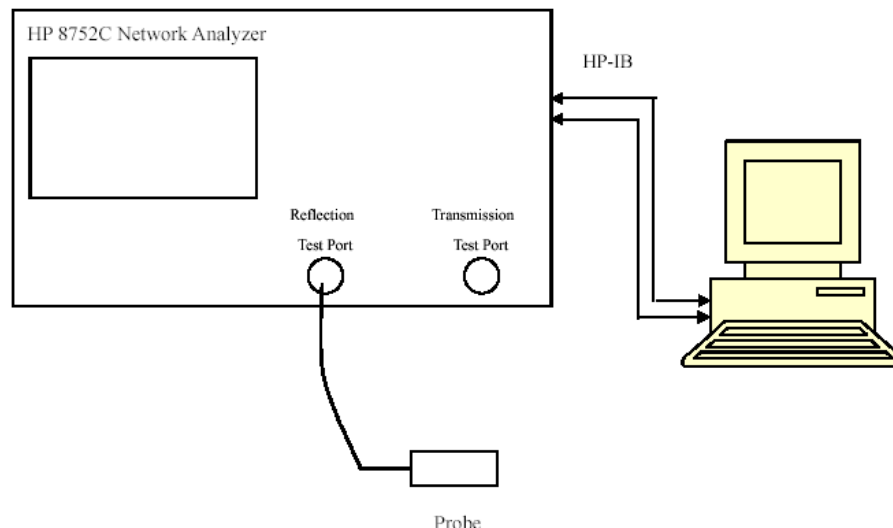 HP 8752C Network Analyzer
HP-IB
Reflection
Test Port
Transmission
Test Port
Probe